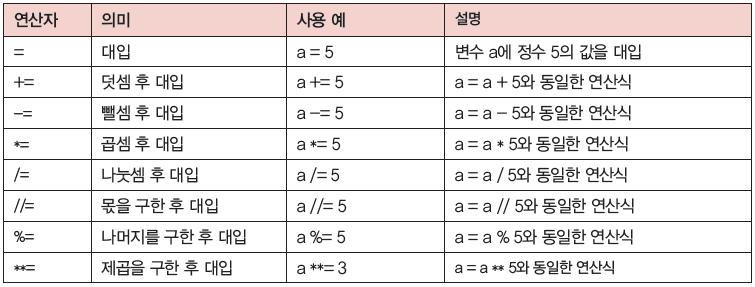 연산자 의미 사용 예 설명
= 대입 a = 5 변수 a에 정수 5의 값을 대입
+= 덧셈 후 대입 a += 5 a = a + 5와 동일한 연산식
−= 뺄셈 후 대입 a −= 5 a = a − 5와 동일한 연산식
*= 곱셈 후 대입 a *= 5 a = a * 5와 동일한 연산식
/= 나눗셈 후 대입 a /= 5 a = a / 5와 동일한 연산식
//= 몫을 구한 후 대입 a //= 5 a = a // 5와 동일한 연산식
%= 나머지를 구한 후 대입 a %= 5 a = a % 5와 동일한 연산식
**= 제곱을 구한 후 대입 a **= 3 a = a ** 5와 동일한 연산식